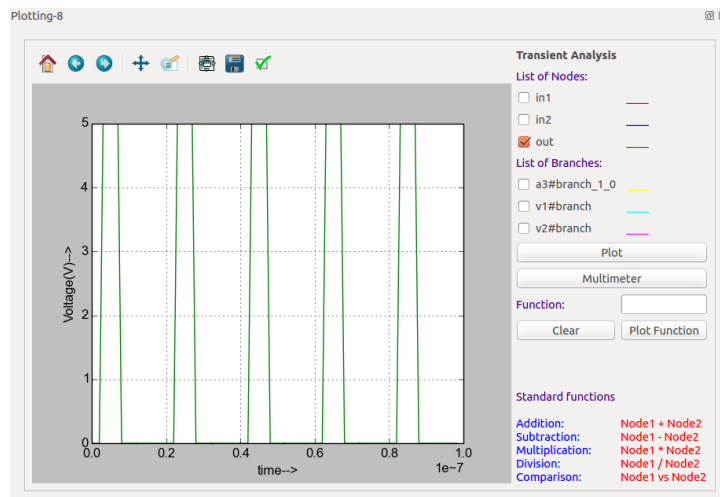 Plotting-8
Transient Analysis
List of Nodes:
in1
in2
out
List of Branches:
a3#branch_1_0
v1#branch
v2#branch
Plot
Multimeter
Function:
Clear
Plot Function
Standard functions
Addition: Node1 + Node2
Subtraction: Node1 - Node2
Multiplication: Node1 * Node2
Division: Node1 / Node2
Comparison: Node1 vs Node2
Voltage(V)-->
5
4
3
2
1
0
0.0 0.2 0.4 0.6 0.8 1.0
time-->
1e-7